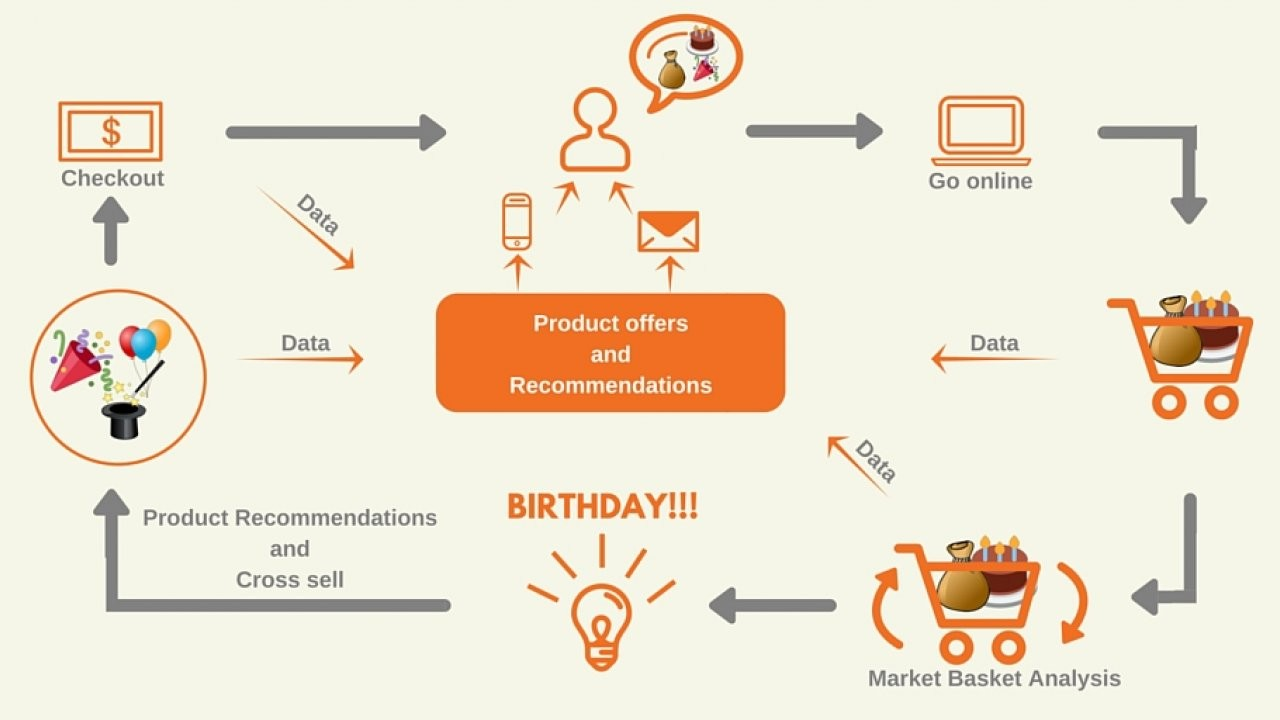 $
Checkout
Go online
Data
Data
Product offers
and
Recommendations
Data
Data
BIRTHDAY!!!
Product Recommendations
and
Cross sell
Market Basket Analysis